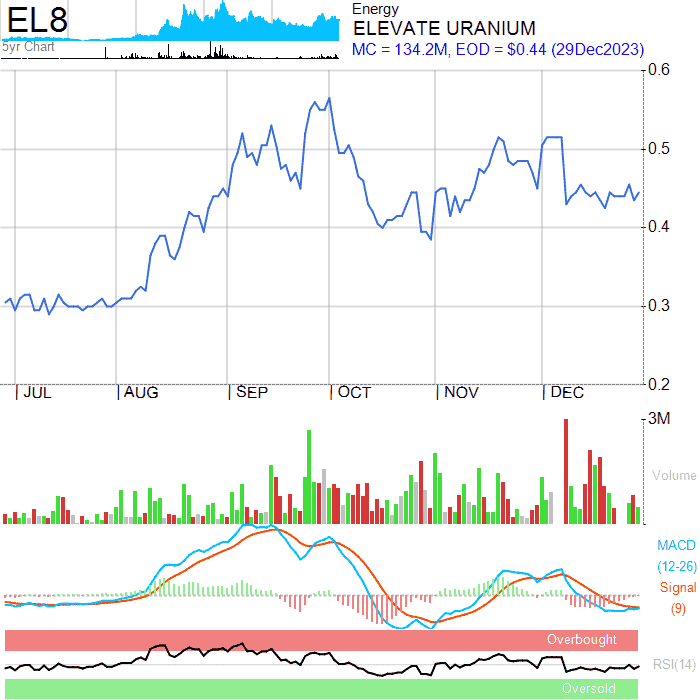 EL8
5yr Chart
Energy
ELEVATE URANIUM
MC = 134.2M, EOD = $0.44 (29Dec2023)
0.6
0.5
0.4
0.3
0.2
JUL AUG SEP OCT NOV DEC
3M
Volume
MACD
(12-26)
Signal
(9)
Overbought
RSI(14)
Oversold